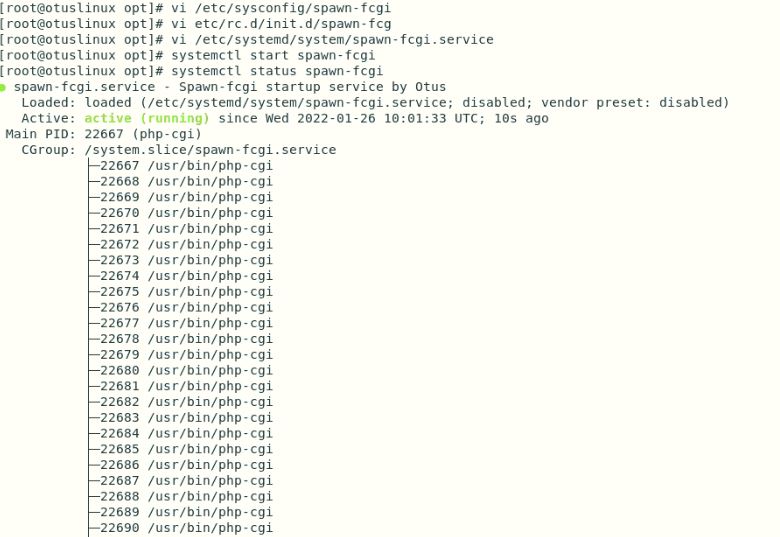 [root@otuslinux opt]# vi /etc/sysconfig/spawn-fcgi
[root@otuslinux opt]# vi etc/rc.d/init.d/spawn-fcg
[root@otuslinux opt]# vi /etc/systemd/system/spawn-fcgi.service
[root@otuslinux opt]# systemctl start spawn-fcgi
[root@otuslinux opt]# systemctl status spawn-fcgi
● spawn-fcgi.service - Spawn-fcgi startup service by Otus
   Loaded: loaded (/etc/systemd/system/spawn-fcgi.service; disabled; vendor preset: disabled)
   Active: active (running) since Wed 2022-01-26 10:01:33 UTC; 10s ago
 Main PID: 22667 (php-cgi)
   CGroup: /system.slice/spawn-fcgi.service
           ├─22667 /usr/bin/php-cgi
           ├─22668 /usr/bin/php-cgi
           ├─22669 /usr/bin/php-cgi
           ├─22670 /usr/bin/php-cgi
           ├─22671 /usr/bin/php-cgi
           ├─22672 /usr/bin/php-cgi
           ├─22673 /usr/bin/php-cgi
           ├─22674 /usr/bin/php-cgi
           ├─22675 /usr/bin/php-cgi
           ├─22676 /usr/bin/php-cgi
           ├─22677 /usr/bin/php-cgi
           ├─22678 /usr/bin/php-cgi
           ├─22679 /usr/bin/php-cgi
           ├─22680 /usr/bin/php-cgi
           ├─22681 /usr/bin/php-cgi
           ├─22682 /usr/bin/php-cgi
           ├─22683 /usr/bin/php-cgi
           ├─22684 /usr/bin/php-cgi
           ├─22685 /usr/bin/php-cgi
           ├─22686 /usr/bin/php-cgi
           ├─22687 /usr/bin/php-cgi
           ├─22688 /usr/bin/php-cgi
           ├─22689 /usr/bin/php-cgi
           ├─22690 /usr/bin/php-cgi